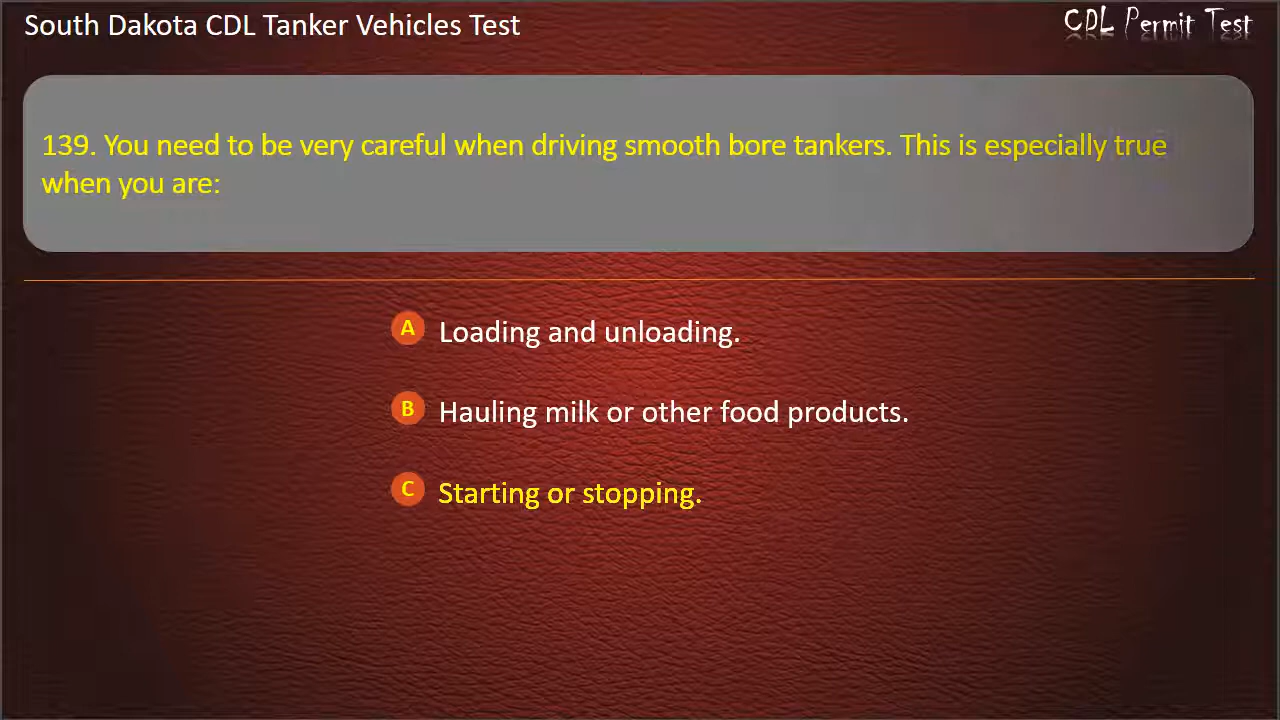 South Dakota CDL Tanker Vehicles Test
CDL Permit Test
139. You need to be very careful when driving smooth bore tankers. This is especially true
when you are:
A Loading and unloading.
B Hauling milk or other food products.
C Starting or stopping.